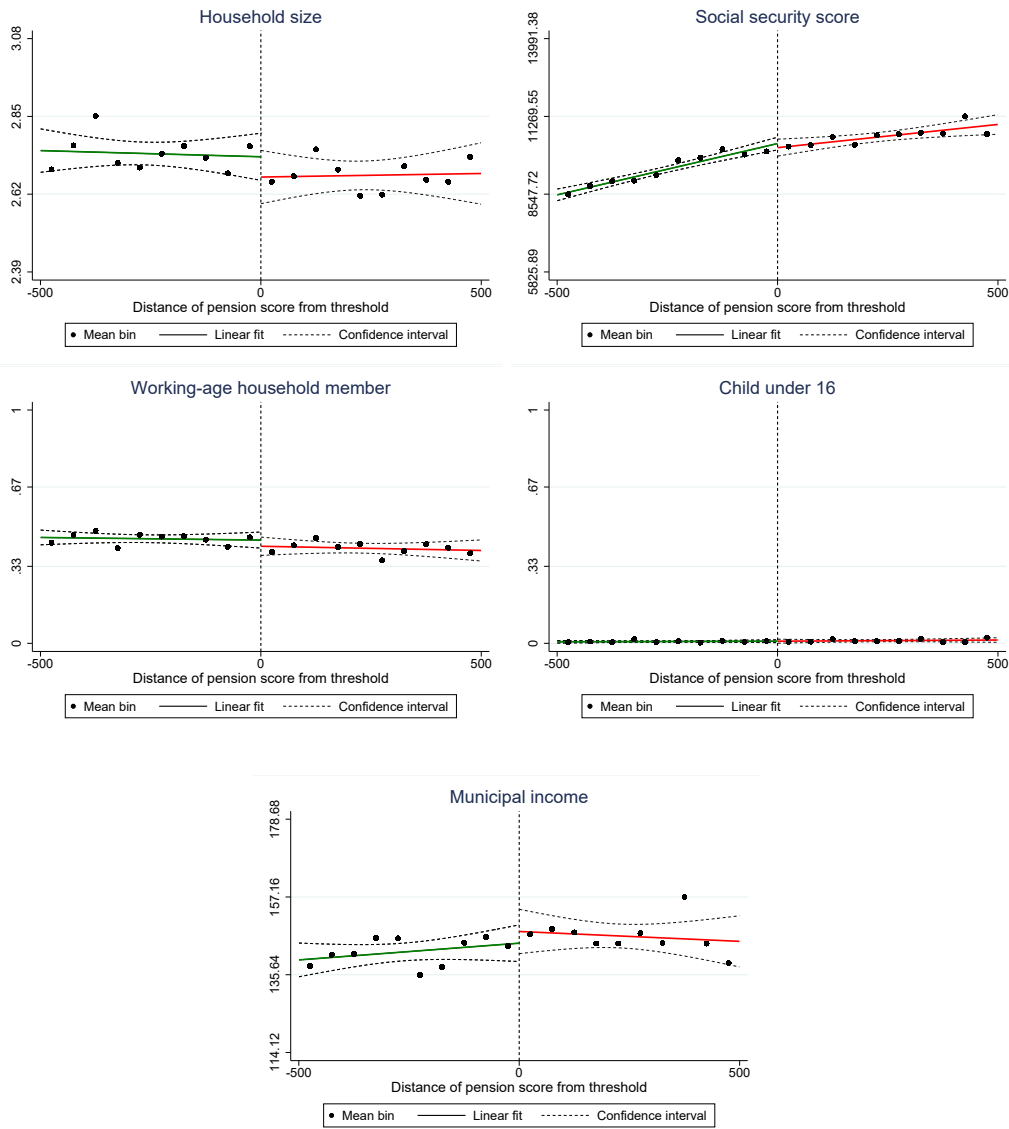 Household size
3.08
2.85
2.62
2.39
-500 0 500
Distance of pension score from threshold
Mean bin Linear fit Confidence interval
Social security score
13991.38
11269.55
8547.72
5825.89
-500 0 500
Distance of pension score from threshold
Mean bin Linear fit Confidence interval
Working-age household member
1
.67
.33
0
-500 0 500
Distance of pension score from threshold
Mean bin Linear fit Confidence interval
Child under 16
1
.67
.33
0
-500 0 500
Distance of pension score from threshold
Mean bin Linear fit Confidence interval
Municipal income
178.68
157.16
135.64
114.12
-500 0 500
Distance of pension score from threshold
Mean bin Linear fit Confidence interval